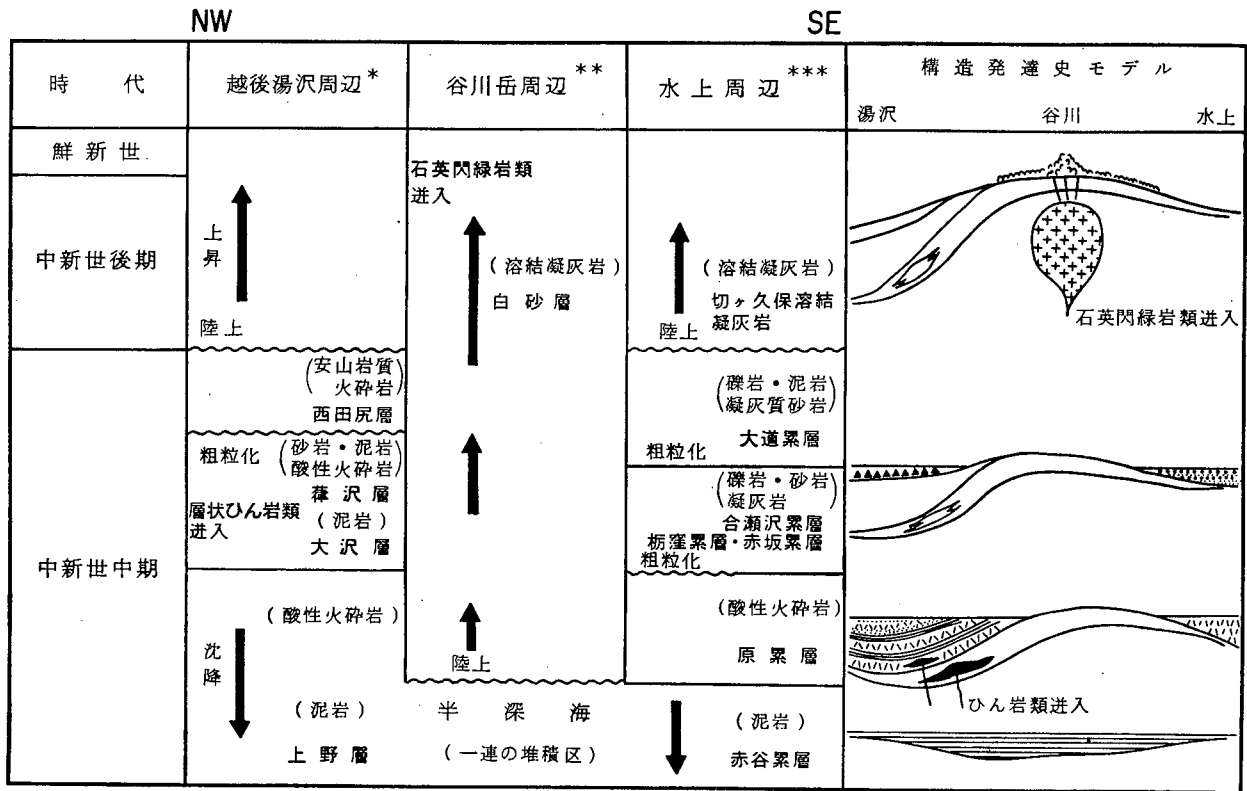 NW
SE
時代
越後湯沢周辺*
谷川岳周辺**
水上周辺***
構造発達史モデル
湯沢 谷川 水上
鮮新世
中新世後期
中新世中期
上昇
陸上
(安山岩質
火砕岩)
西田尻層
粗粒化
(砂岩・泥岩
酸性火砕岩)
葎沢層
層状ひん岩類
迸入
(泥岩)
大沢層
(酸性火砕岩)
沈降
(泥岩)
上野層
石英閃緑岩類
迸入
(溶結凝灰岩)
白砂層
陸上
半深海
(一連の堆積区)
(溶結凝灰岩)
切ヶ久保溶結
凝灰岩
陸上
(礫岩・泥岩
凝灰質砂岩)
大道累層
粗粒化
(礫岩・砂岩
凝灰岩)
合瀬沢累層
栃窪累層・赤坂累層
粗粒化
(酸性火砕岩)
原累層
(泥岩)
赤谷累層
石英閃緑岩類迸入
ひん岩類迸入